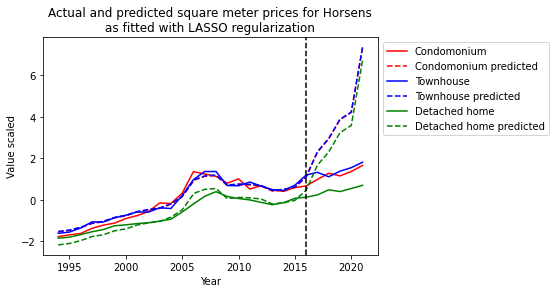 Actual and predicted square meter prices for Horsens
as fitted with LASSO regularization
Value scaled
6
4
2
0
−2
1995 2000 2005 2010 2015 2020
Year
Condomonium
Condomonium predicted
Townhouse
Townhouse predicted
Detached home
Detached home predicted